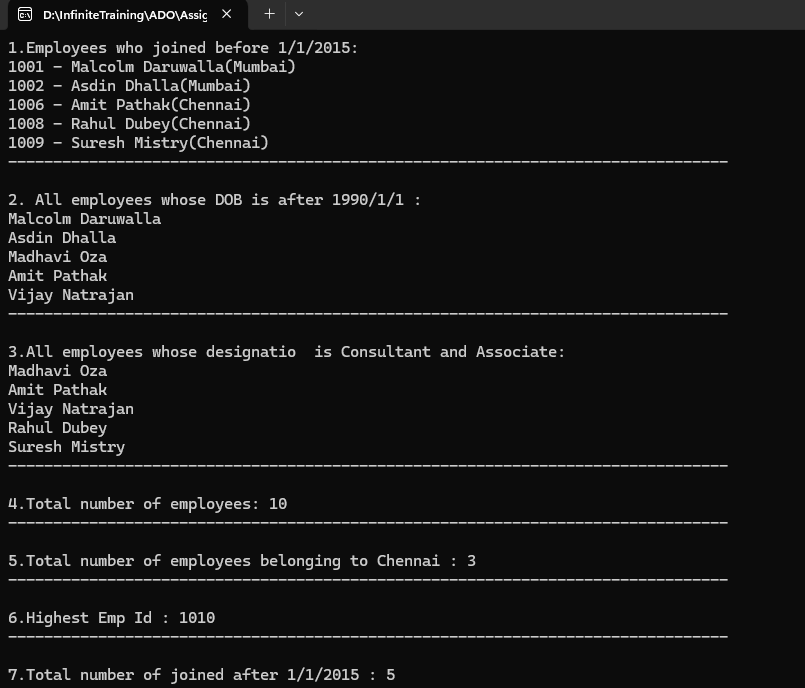 D:\InfiniteTraining\ADO\Assig
1.Employees who joined before 1/1/2015:
1001 - Malcolm Daruwalla(Mumbai)
1002 - Asdin Dhalla(Mumbai)
1006 - Amit Pathak(Chennai)
1008 - Rahul Dubey(Chennai)
1009 - Suresh Mistry(Chennai)
--------------------------------------------------------------------------------
2. All employees whose DOB is after 1990/1/1 :
Malcolm Daruwalla
Asdin Dhalla
Madhavi Oza
Amit Pathak
Vijay Natrajan
--------------------------------------------------------------------------------
3.All employees whose designatio  is Consultant and Associate:
Madhavi Oza
Amit Pathak
Vijay Natrajan
Rahul Dubey
Suresh Mistry
--------------------------------------------------------------------------------
4.Total number of employees: 10
--------------------------------------------------------------------------------
5.Total number of employees belonging to Chennai : 3
--------------------------------------------------------------------------------
6.Highest Emp Id : 1010
--------------------------------------------------------------------------------
7.Total number of joined after 1/1/2015 : 5